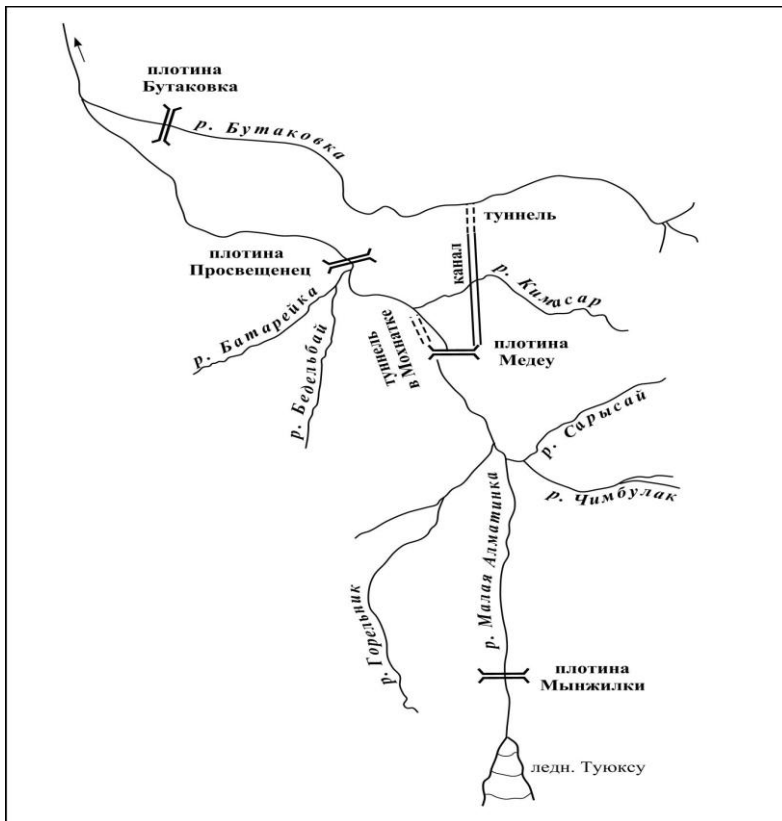 плотина
Бутаковка
р. Бутаковка
туннель
плотина
Просвещенец
канал
р. Кимасар
р. Батарейка
р. Бедельбай
туннель
в Мохнатке
плотина
Медеу
р. Сарысай
р. Чимбулак
р. Малая Алматинка
р. Горельник
плотина
Мынжилки
ледн. Туюксу